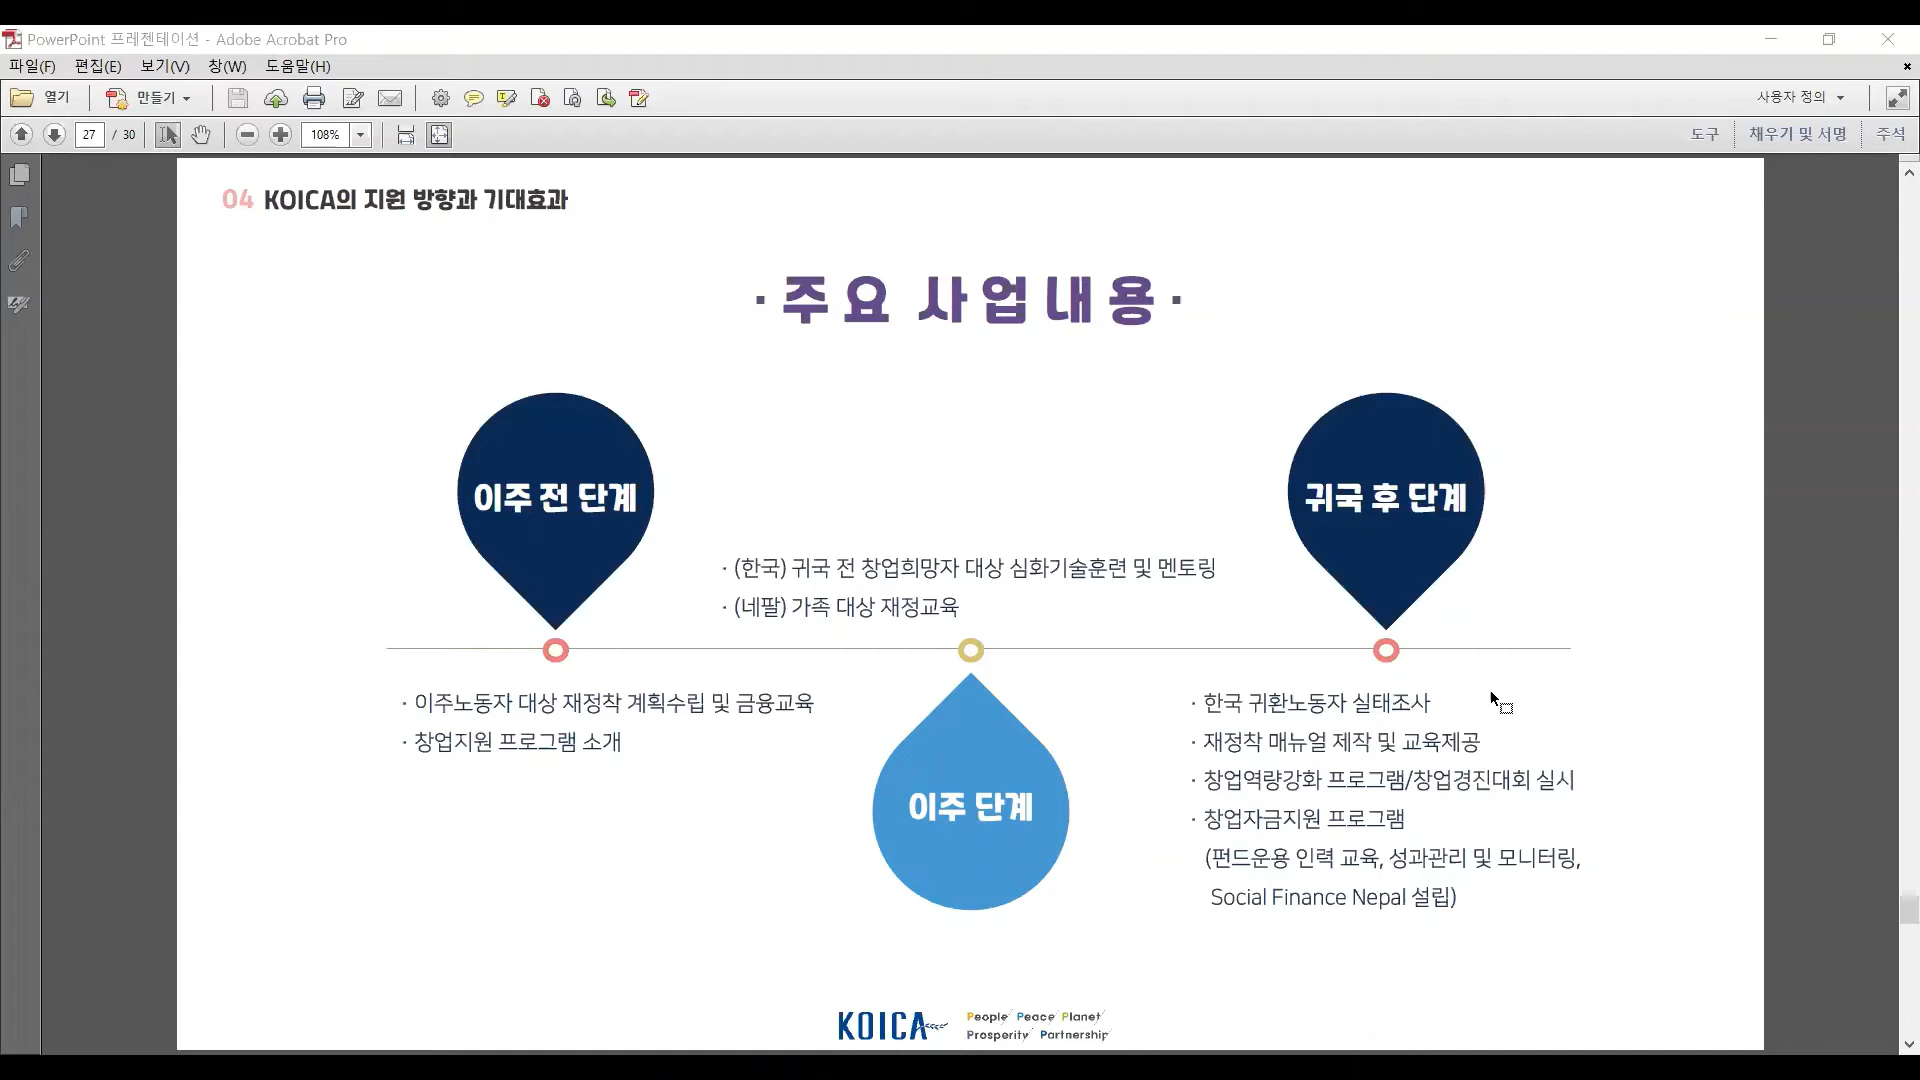 PowerPoint 프레젠테이션 - Adobe Acrobat Pro
파일(F) 편집(E) 보기(V) 창(W) 도움말(H)
열기 만들기 사용자 정의
27 / 30 108% 도구 채우기 및 서명 주석
04 KOICA의 지원 방향과 기대효과
· 주요 사업내용 ·
이주 전 단계
귀국 후 단계
· (한국) 귀국 전 창업희망자 대상 심화기술훈련 및 멘토링
· (네팔) 가족 대상 재정교육
· 이주노동자 대상 재정착 계획수립 및 금융교육
· 창업지원 프로그램 소개
이주 단계
· 한국 귀환노동자 실태조사
· 재정착 매뉴얼 제작 및 교육제공
· 창업역량강화 프로그램/창업경진대회 실시
· 창업자금지원 프로그램
(펀드운용 인력 교육, 성과관리 및 모니터링,
Social Finance Nepal 설립)
KOICA
People Peace Planet
Prosperity Partnership